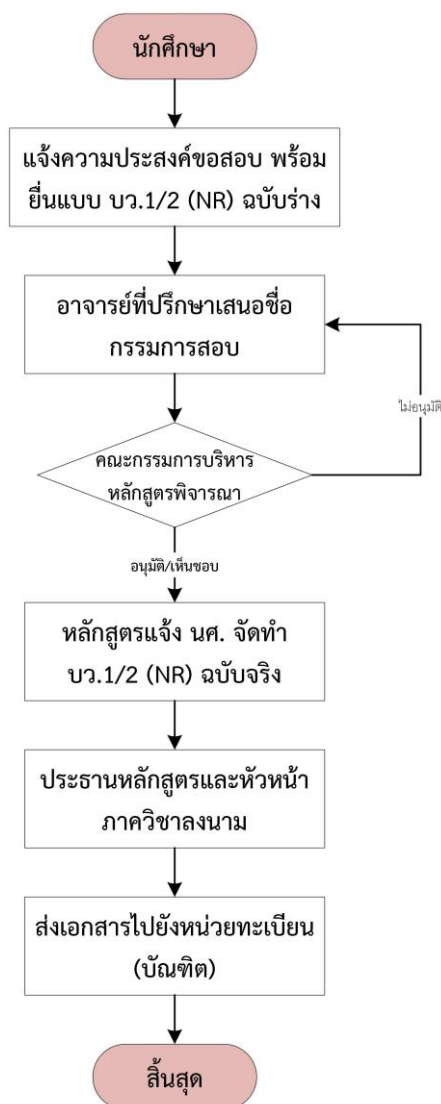 นักศึกษา
แจ้งความประสงค์ขอสอบ พร้อม
ยื่นแบบ บว.1/2 (NR) ฉบับร่าง
อาจารย์ที่ปรึกษาเสนอชื่อ
กรรมการสอบ
ไม่อนุมัติ
คณะกรรมการบริหาร
หลักสูตรพิจารณา
อนุมัติ/เห็นชอบ
หลักสูตรแจ้ง นศ. จัดทำ
บว.1/2 (NR) ฉบับจริง
ประธานหลักสูตรและหัวหน้า
ภาควิชาลงนาม
ส่งเอกสารไปยังหน่วยทะเบียน
(บัณฑิต)
สิ้นสุด